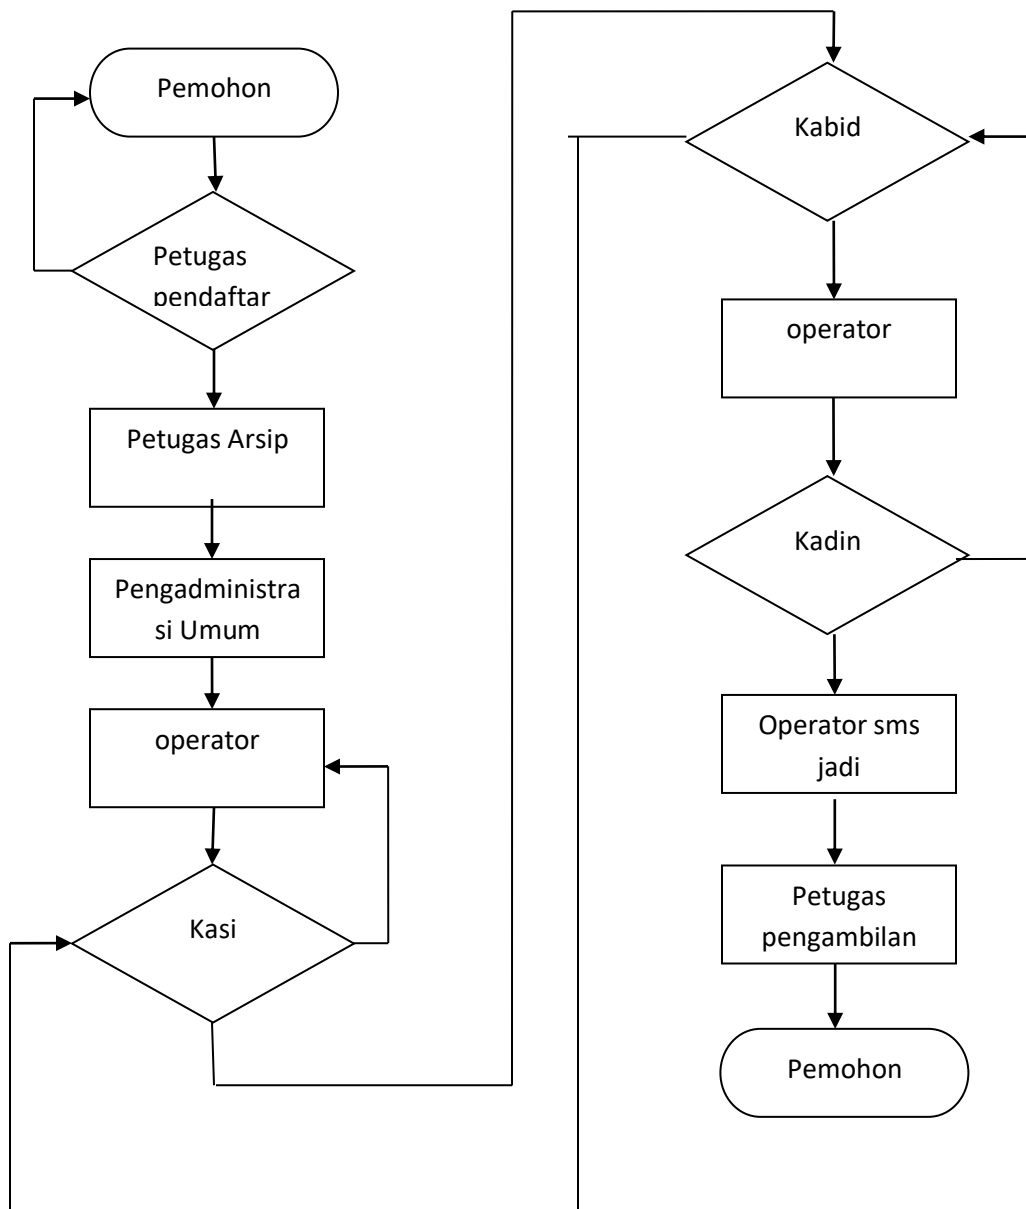 Pemohon
Petugas
pendaftar
Petugas Arsip
Pengadministra
si Umum
operator
Kasi
Kabid
operator
Kadin
Operator sms
jadi
Petugas
pengambilan
Pemohon